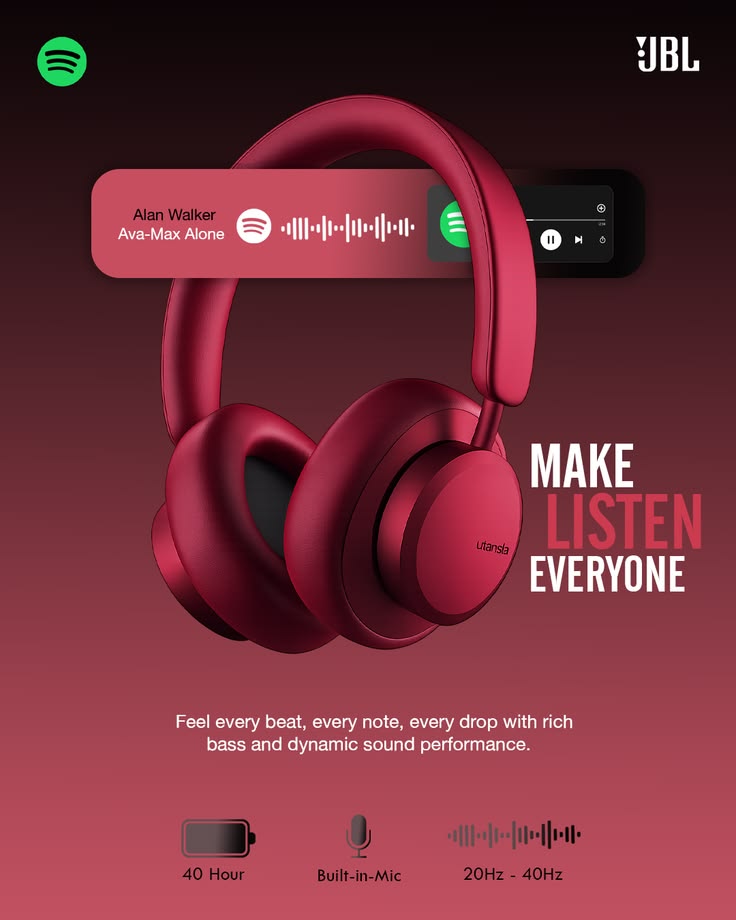 JBL
Alan Walker
Ava-Max Alone
MAKE
LISTEN
EVERYONE
utansla
Feel every beat, every note, every drop with rich
bass and dynamic sound performance.
40 Hour
Built-in-Mic
20Hz - 40Hz